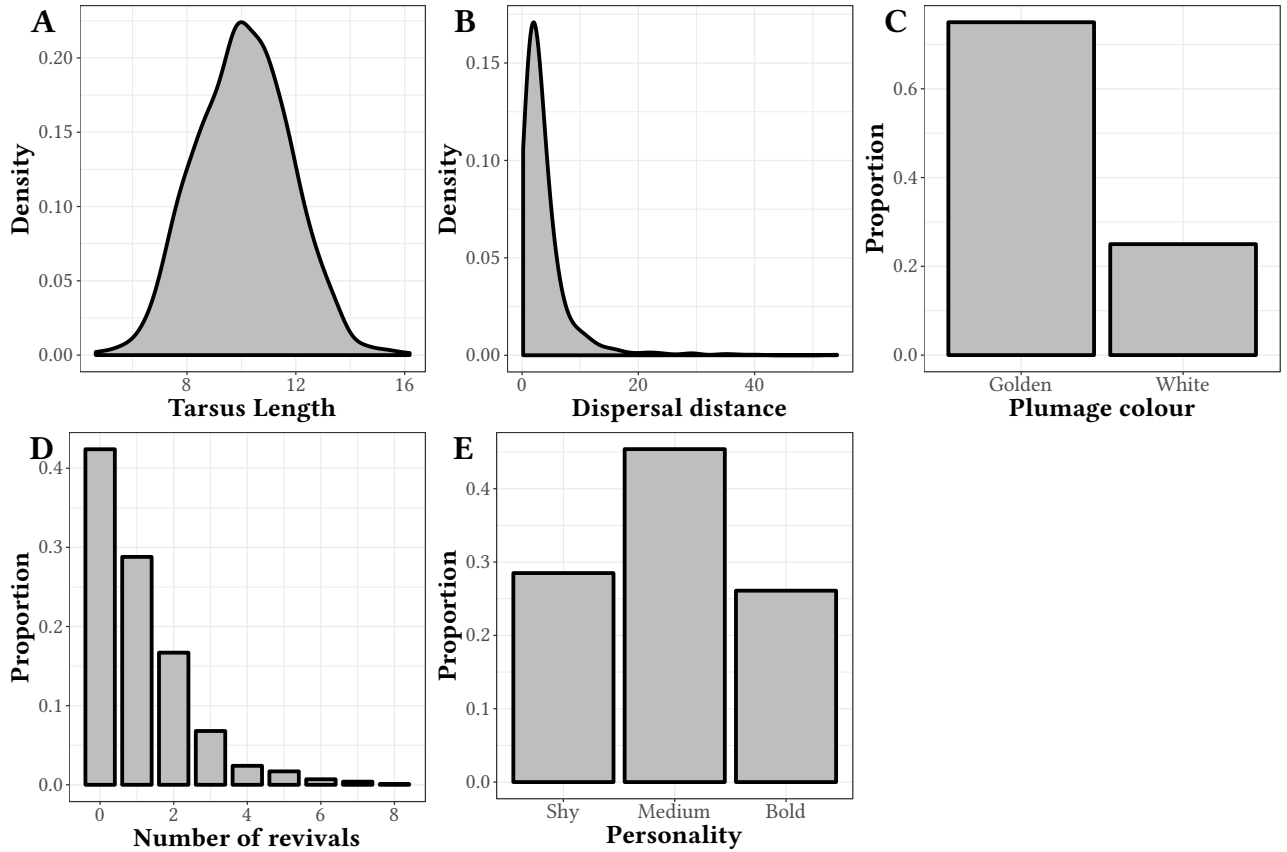 A
Density
0.20
0.15
0.10
0.05
0.00
8 12 16
Tarsus Length
B
Density
0.15
0.10
0.05
0.00
0 20 40
Dispersal distance
C
Proportion
0.6
0.4
0.2
0.0
Golden White
Plumage colour
D
Proportion
0.4
0.3
0.2
0.1
0.0
0 2 4 6 8
Number of revivals
E
Proportion
0.4
0.3
0.2
0.1
0.0
Shy Medium Bold
Personality